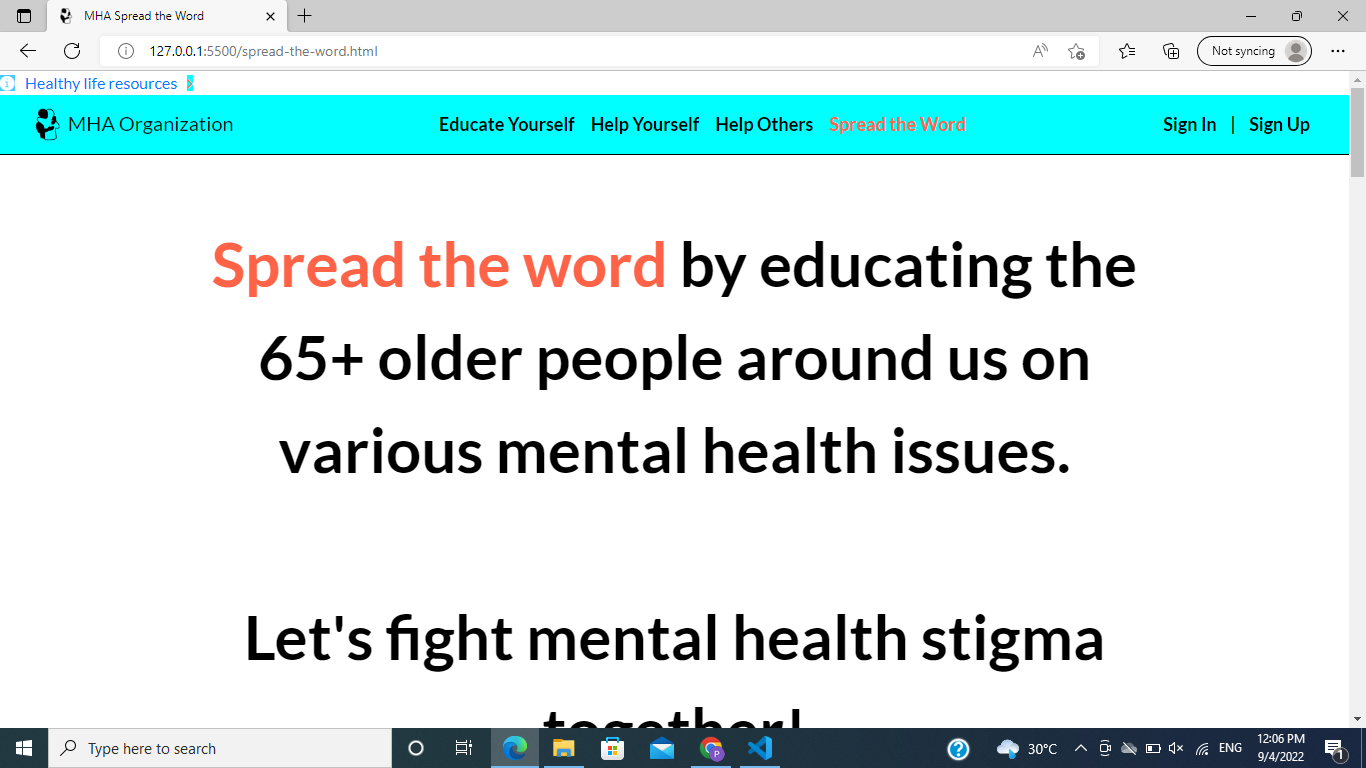 MHA Spread the Word
127.0.0.1:5500/spread-the-word.html
Not syncing
Healthy life resources
MHA Organization
Educate Yourself Help Yourself Help Others Spread the Word
Sign In | Sign Up
Spread the word by educating the
65+ older people around us on
various mental health issues.
Let's fight mental health stigma
together!
Type here to search
30°C
ENG
12:06 PM
9/4/2022
1